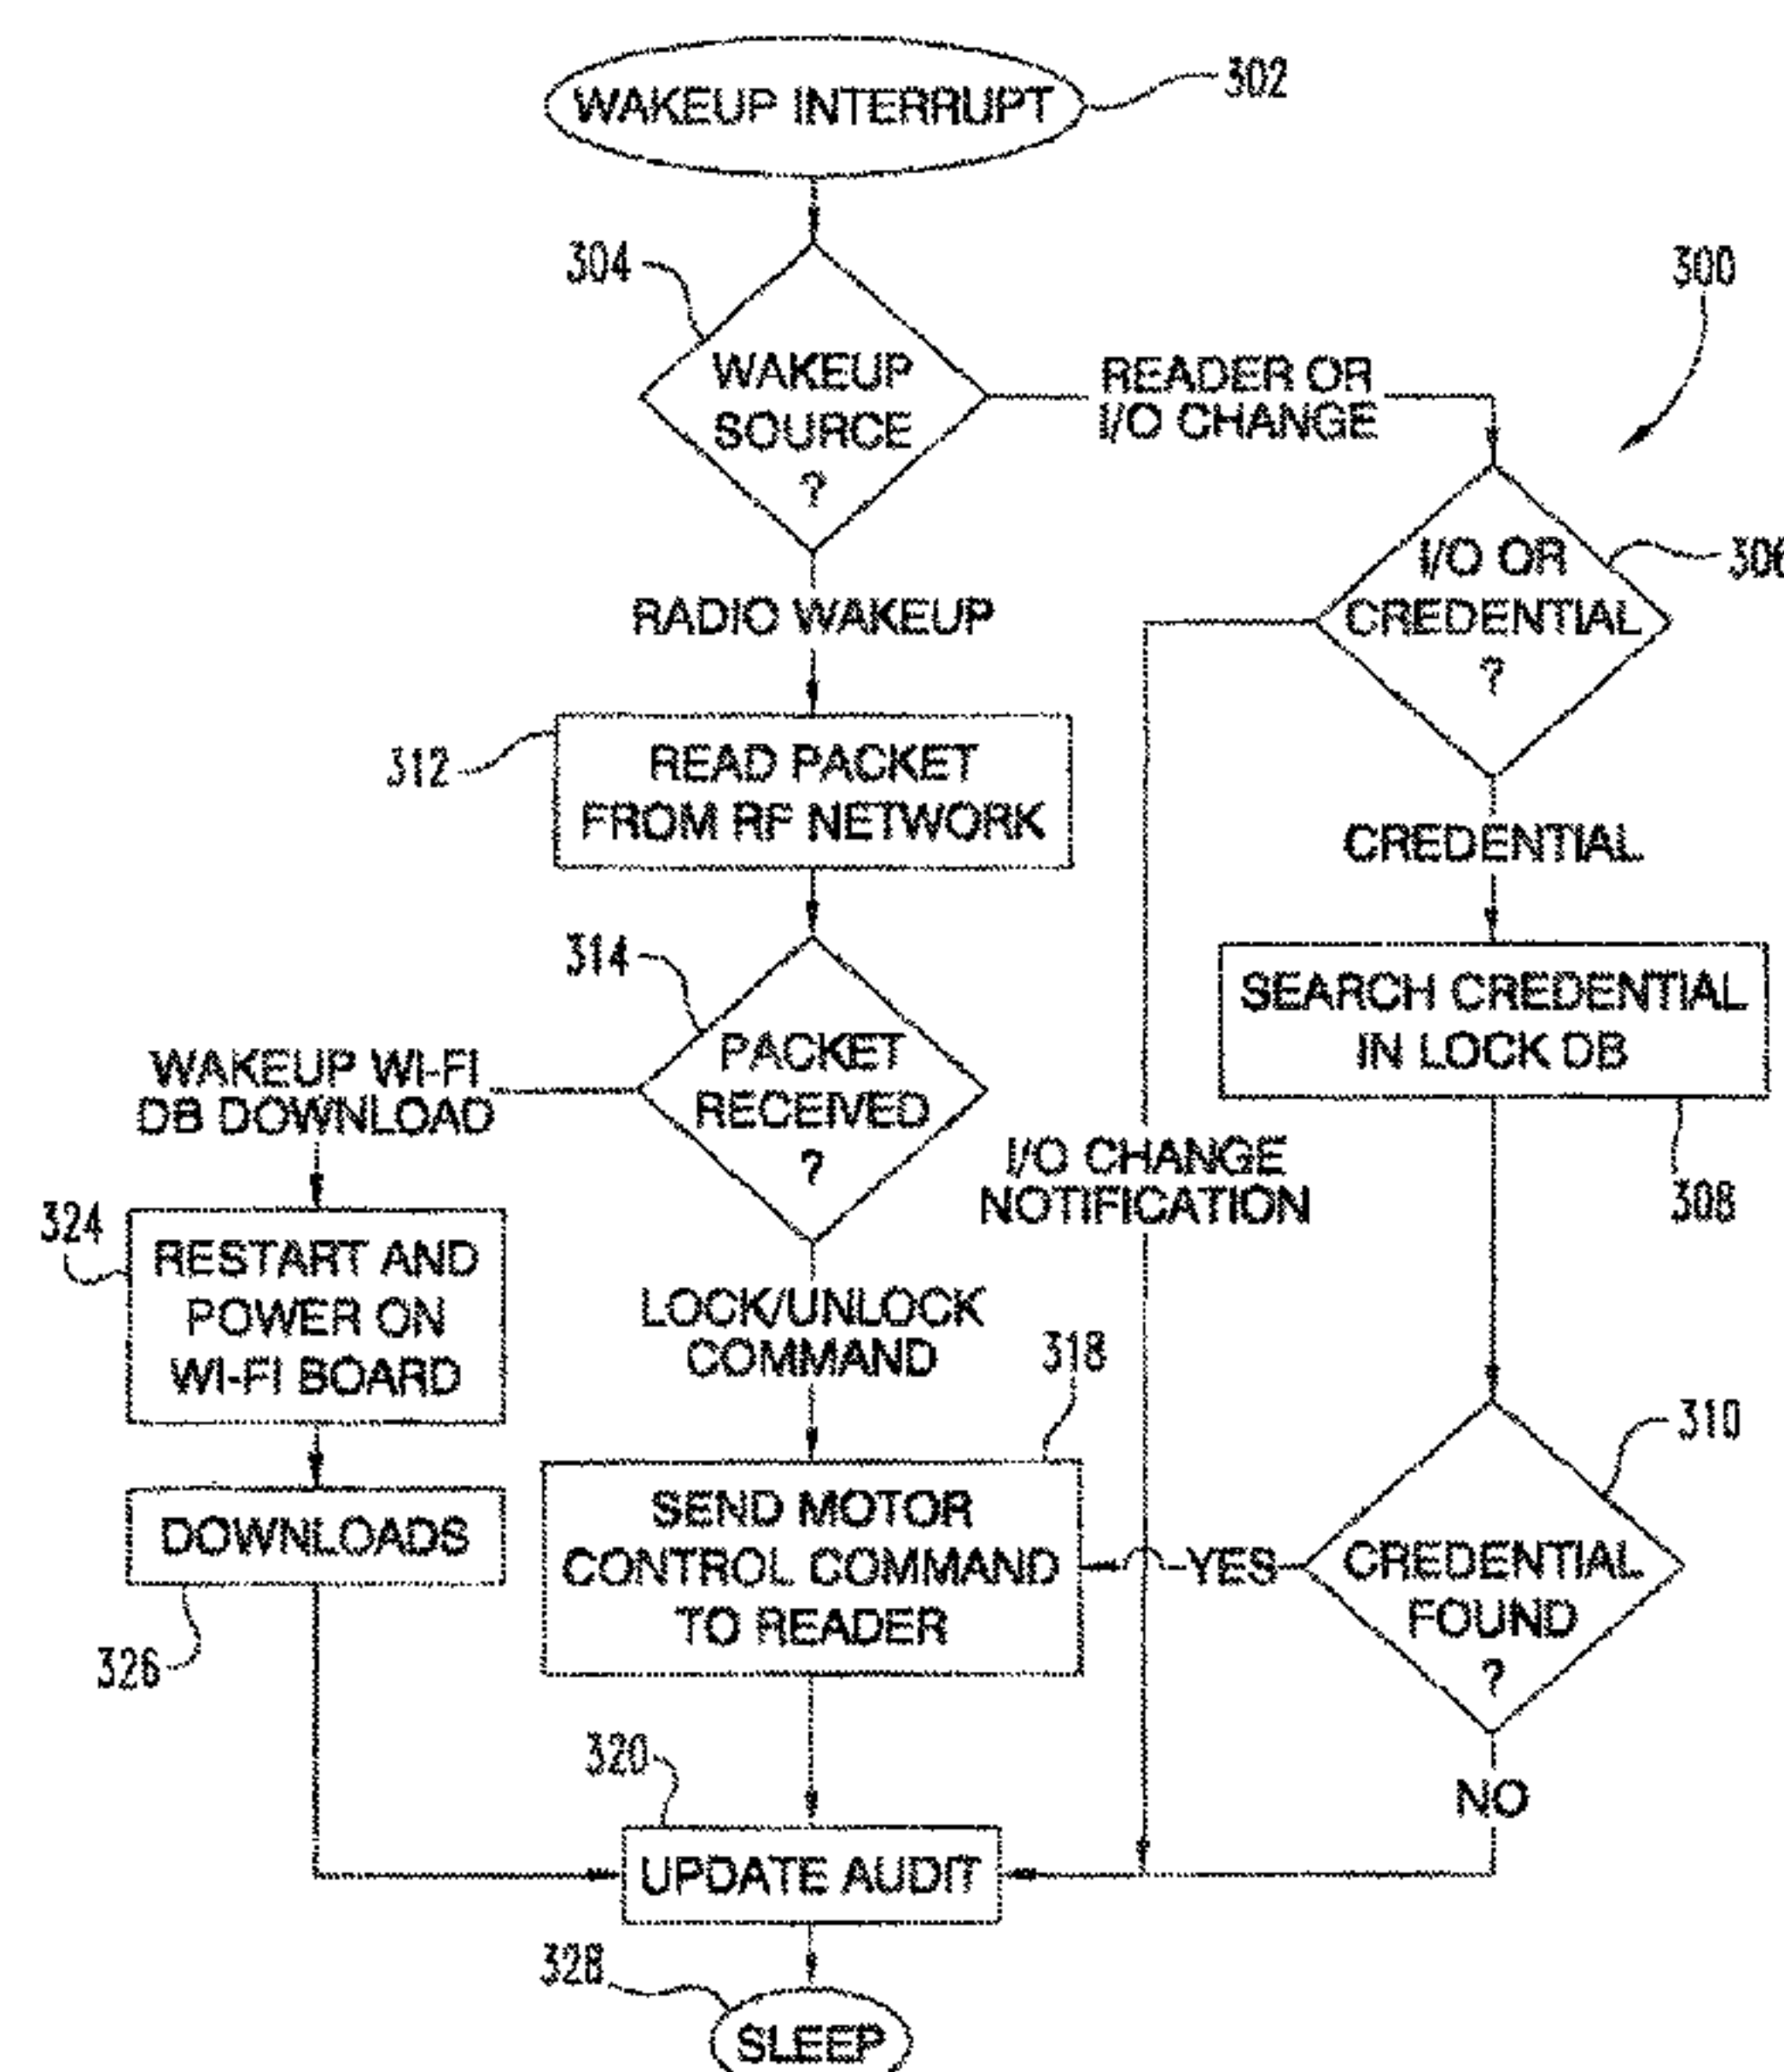 WAKEUP INTERRUPT
302
304
WAKEUP
SOURCE
?
READER OR
I/O CHANGE
300
I/O OR
CREDENTIAL
?
306
RADIO WAKEUP
312
READ PACKET
FROM RF NETWORK
CREDENTIAL
314
PACKET
RECEIVED
?
SEARCH CREDENTIAL
IN LOCK DB
308
WAKEUP WI-FI
DB DOWNLOAD
I/O CHANGE
NOTIFICATION
324
RESTART AND
POWER ON
WI-FI BOARD
LOCK/UNLOCK
COMMAND
318
310
DOWNLOADS
326
SEND MOTOR
CONTROL COMMAND
TO READER
YES
CREDENTIAL
FOUND
?
320
NO
UPDATE AUDIT
328
SLEEP